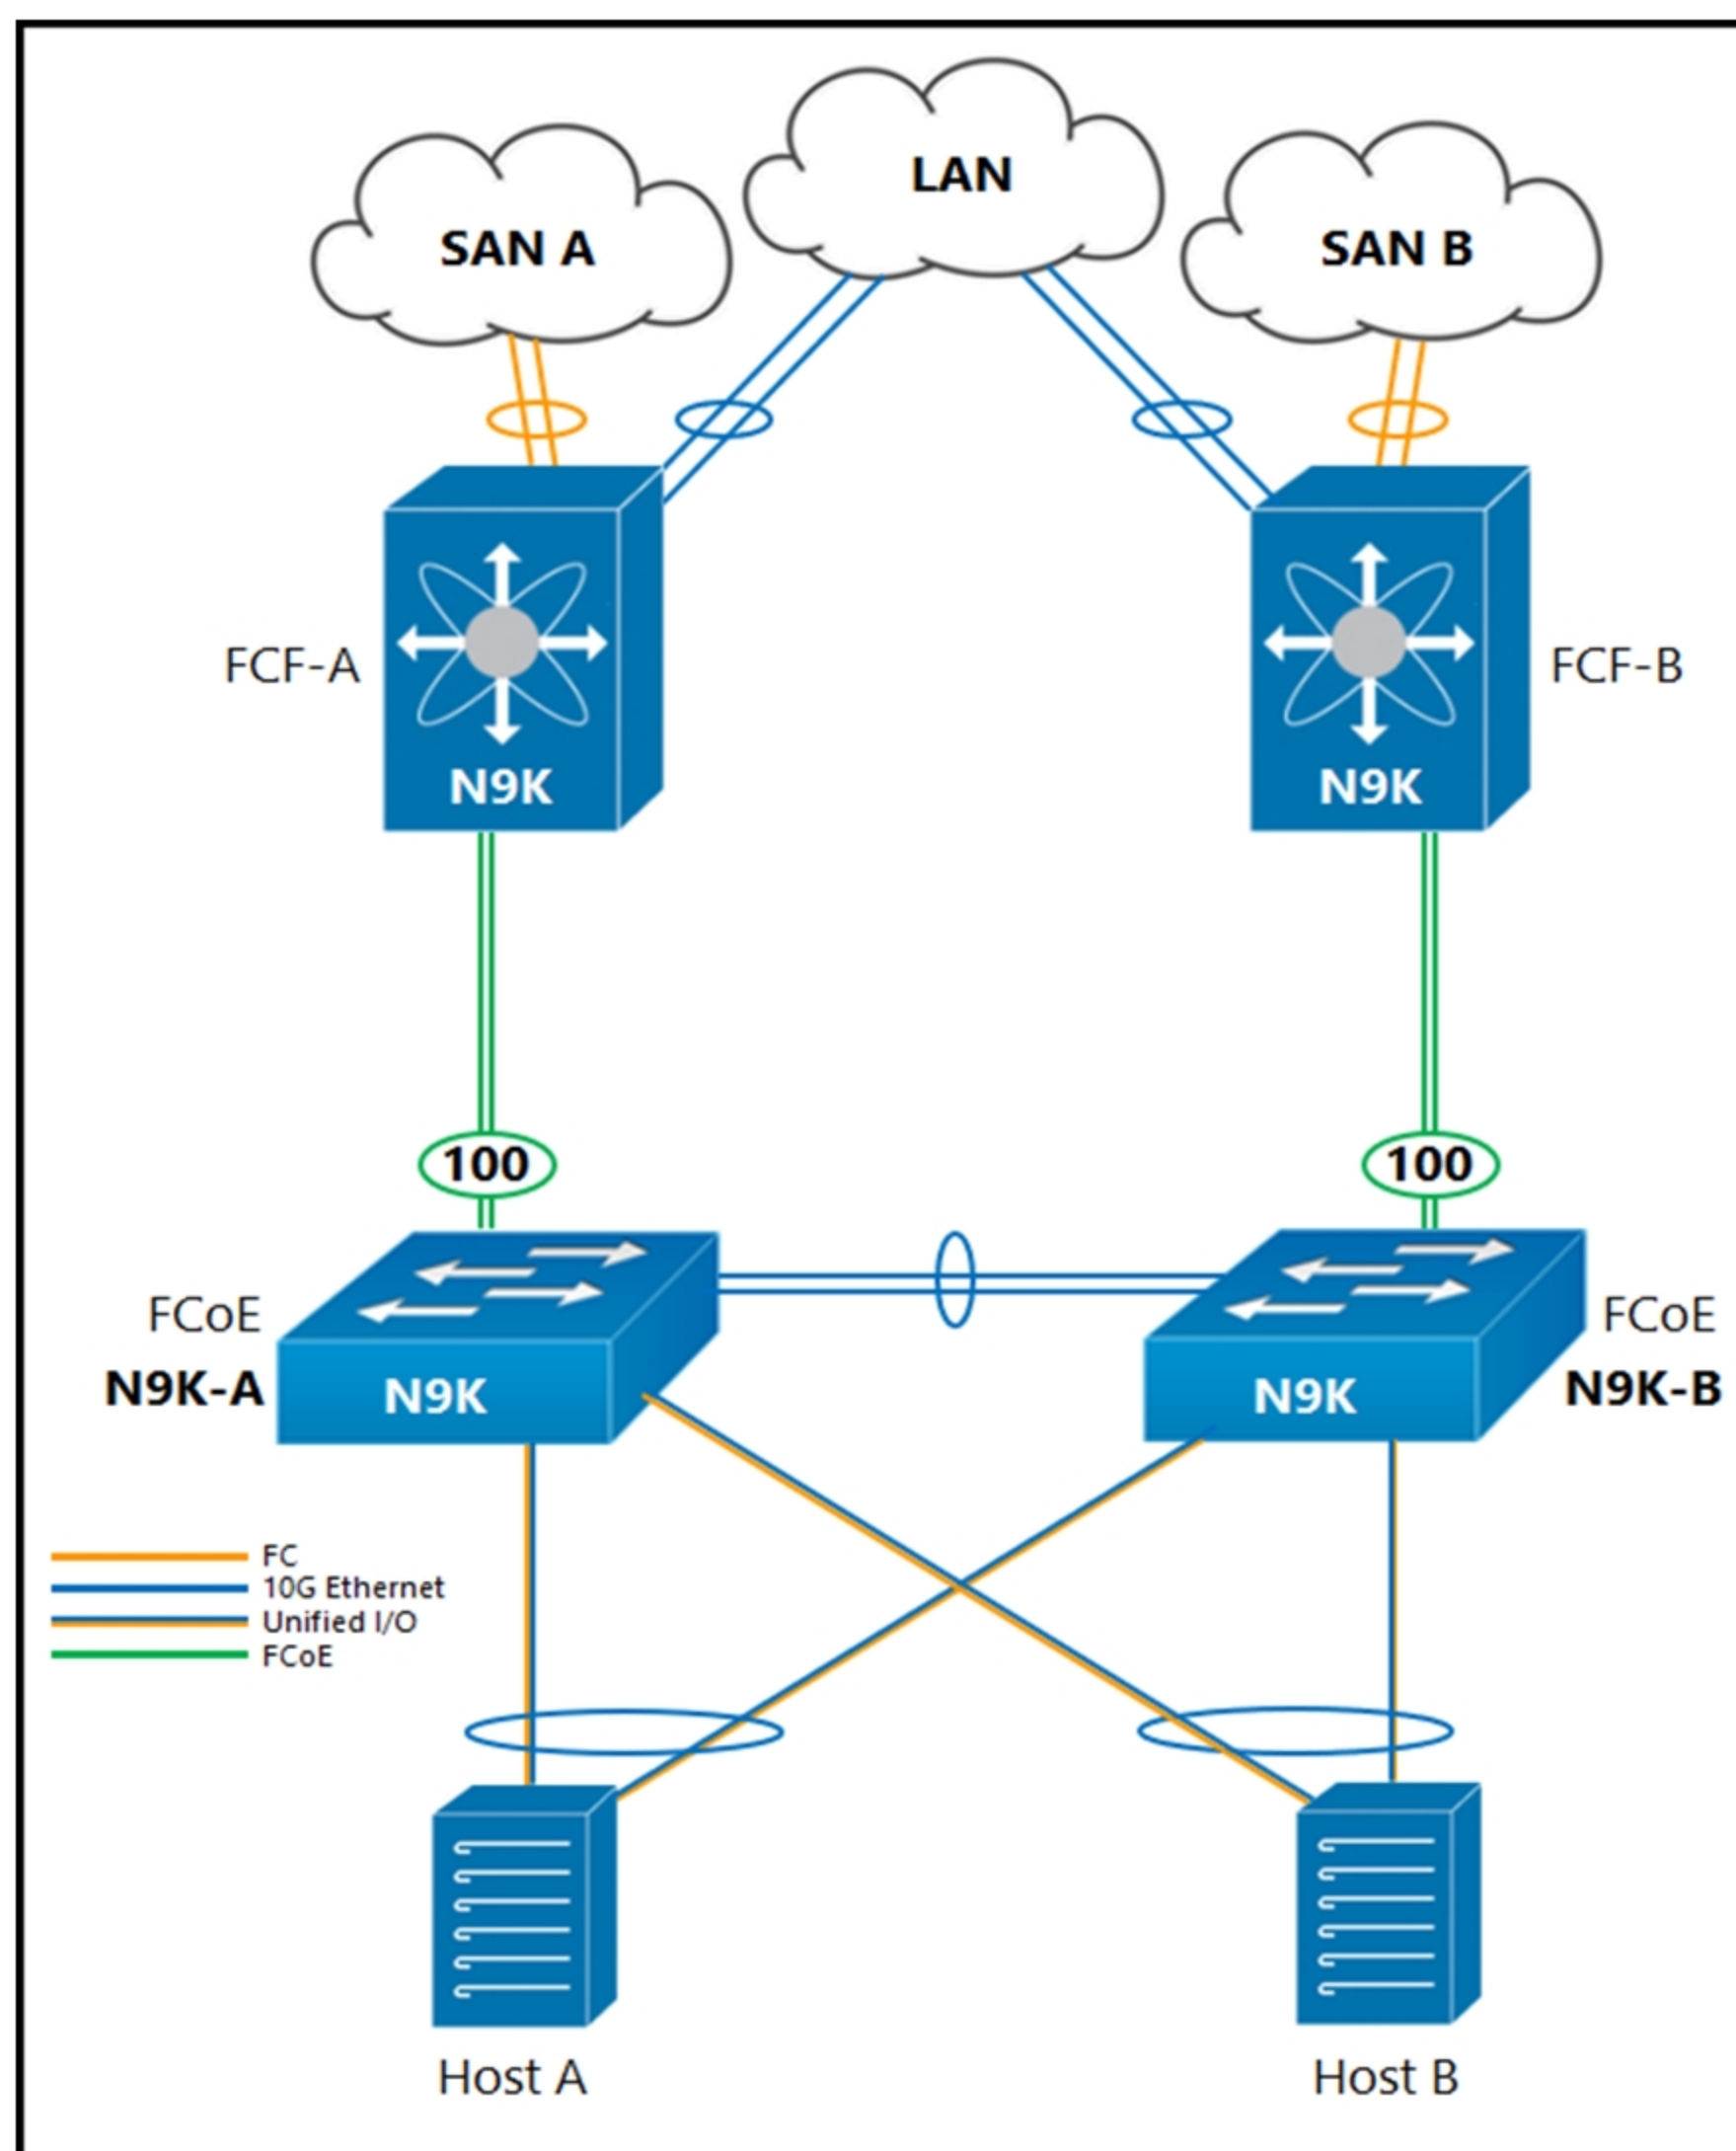 LAN
SAN A
SAN B
FCF-A
FCF-B
N9K
N9K
100
100
FCoE
N9K-A
N9K
N9K
FCoE
N9K-B
FC
10G Ethernet
Unified I/O
FCoE
Host A
Host B